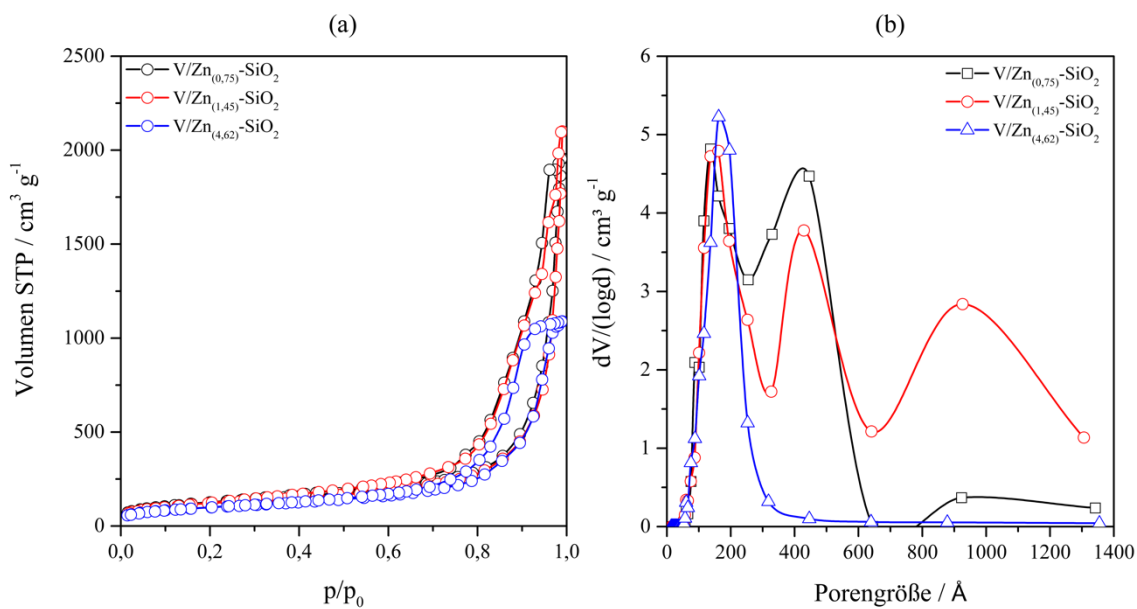 (a)
Volumen STP / cm³ g⁻¹
2500
2000
1500
1000
500
0
V/Zn₍₀,₇₅₎-SiO₂
V/Zn₍₁,₄₅₎-SiO₂
V/Zn₍₄,₆₂₎-SiO₂
0,0 0,2 0,4 0,6 0,8 1,0
p/p₀
(b)
dV/(logd) / cm³ g⁻¹
6
5
4
3
2
1
0
V/Zn₍₀,₇₅₎-SiO₂
V/Zn₍₁,₄₅₎-SiO₂
V/Zn₍₄,₆₂₎-SiO₂
0 200 400 600 800 1000 1200 1400
Porengröße / Å